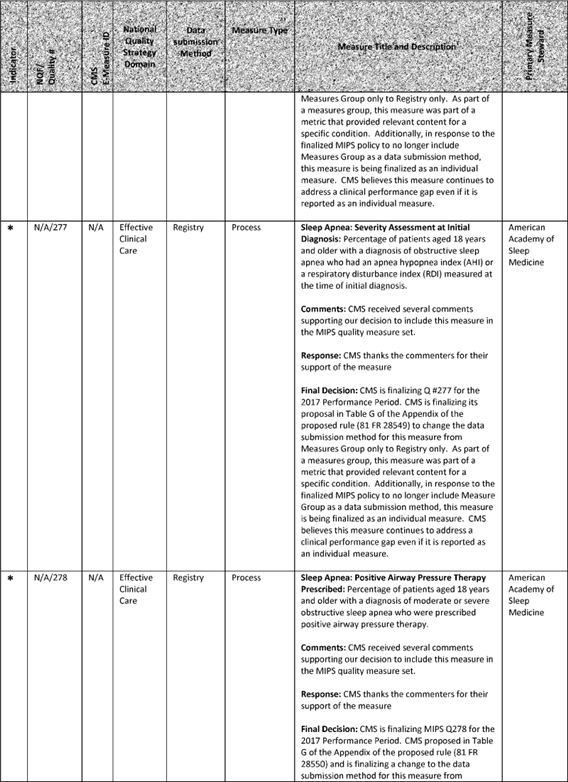 Indicator
NQF/
Quality #
CMS
E-Measure ID
National
Quality
Strategy
Domain
Data
submission
Method
Measure Type
Measure Title and Description
Primary Measure
Steward
Measures Group only to Registry only. As part of
a measures group, this measure was part of a
metric that provided relevant content for a
specific condition. Additionally, in response to the
finalized MIPS policy to no longer include
Measures Group as a data submission method,
this measure is being finalized as an individual
measure. CMS believes this measure continues to
address a clinical performance gap even if it is
reported as an individual measure.
*
N/A/277
N/A
Effective
Clinical
Care
Registry
Process
Sleep Apnea: Severity Assessment at Initial
Diagnosis: Percentage of patients aged 18 years
and older with a diagnosis of obstructive sleep
apnea who had an apnea hypopnea index (AHI) or
a respiratory disturbance index (RDI) measured at
the time of initial diagnosis.
Comments: CMS received several comments
supporting our decision to include this measure in
the MIPS quality measure set.
Response: CMS thanks the commenters for their
support of the measure
Final Decision: CMS is finalizing Q #277 for the
2017 Performance Period. CMS is finalizing its
proposal in Table G of the Appendix of the
proposed rule (81 FR 28549) to change the data
submission method for this measure from
Measures Group only to Registry only. As part of
a measures group, this measure was part of a
metric that provided relevant content for a
specific condition. Additionally, in response to the
finalized MIPS policy to no longer include Measure
Group as a data submission method, this measure
is being finalized as an individual measure. CMS
believes this measure continues to address a
clinical performance gap even if it is reported as
an individual measure.
American
Academy of
Sleep
Medicine
*
N/A/278
N/A
Effective
Clinical
Care
Registry
Process
Sleep Apnea: Positive Airway Pressure Therapy
Prescribed: Percentage of patients aged 18 years
and older with a diagnosis of moderate or severe
obstructive sleep apnea who were prescribed
positive airway pressure therapy.
Comments: CMS received several comments
supporting our decision to include this measure in
the MIPS quality measure set.
Response: CMS thanks the commenters for their
support of the measure
Final Decision: CMS is finalizing MIPS Q278 for the
2017 Performance Period. CMS proposed in Table
G of the Appendix of the proposed rule (81 FR
28550) and is finalizing a change to the data
submission method for this measure from
American
Academy of
Sleep
Medicine